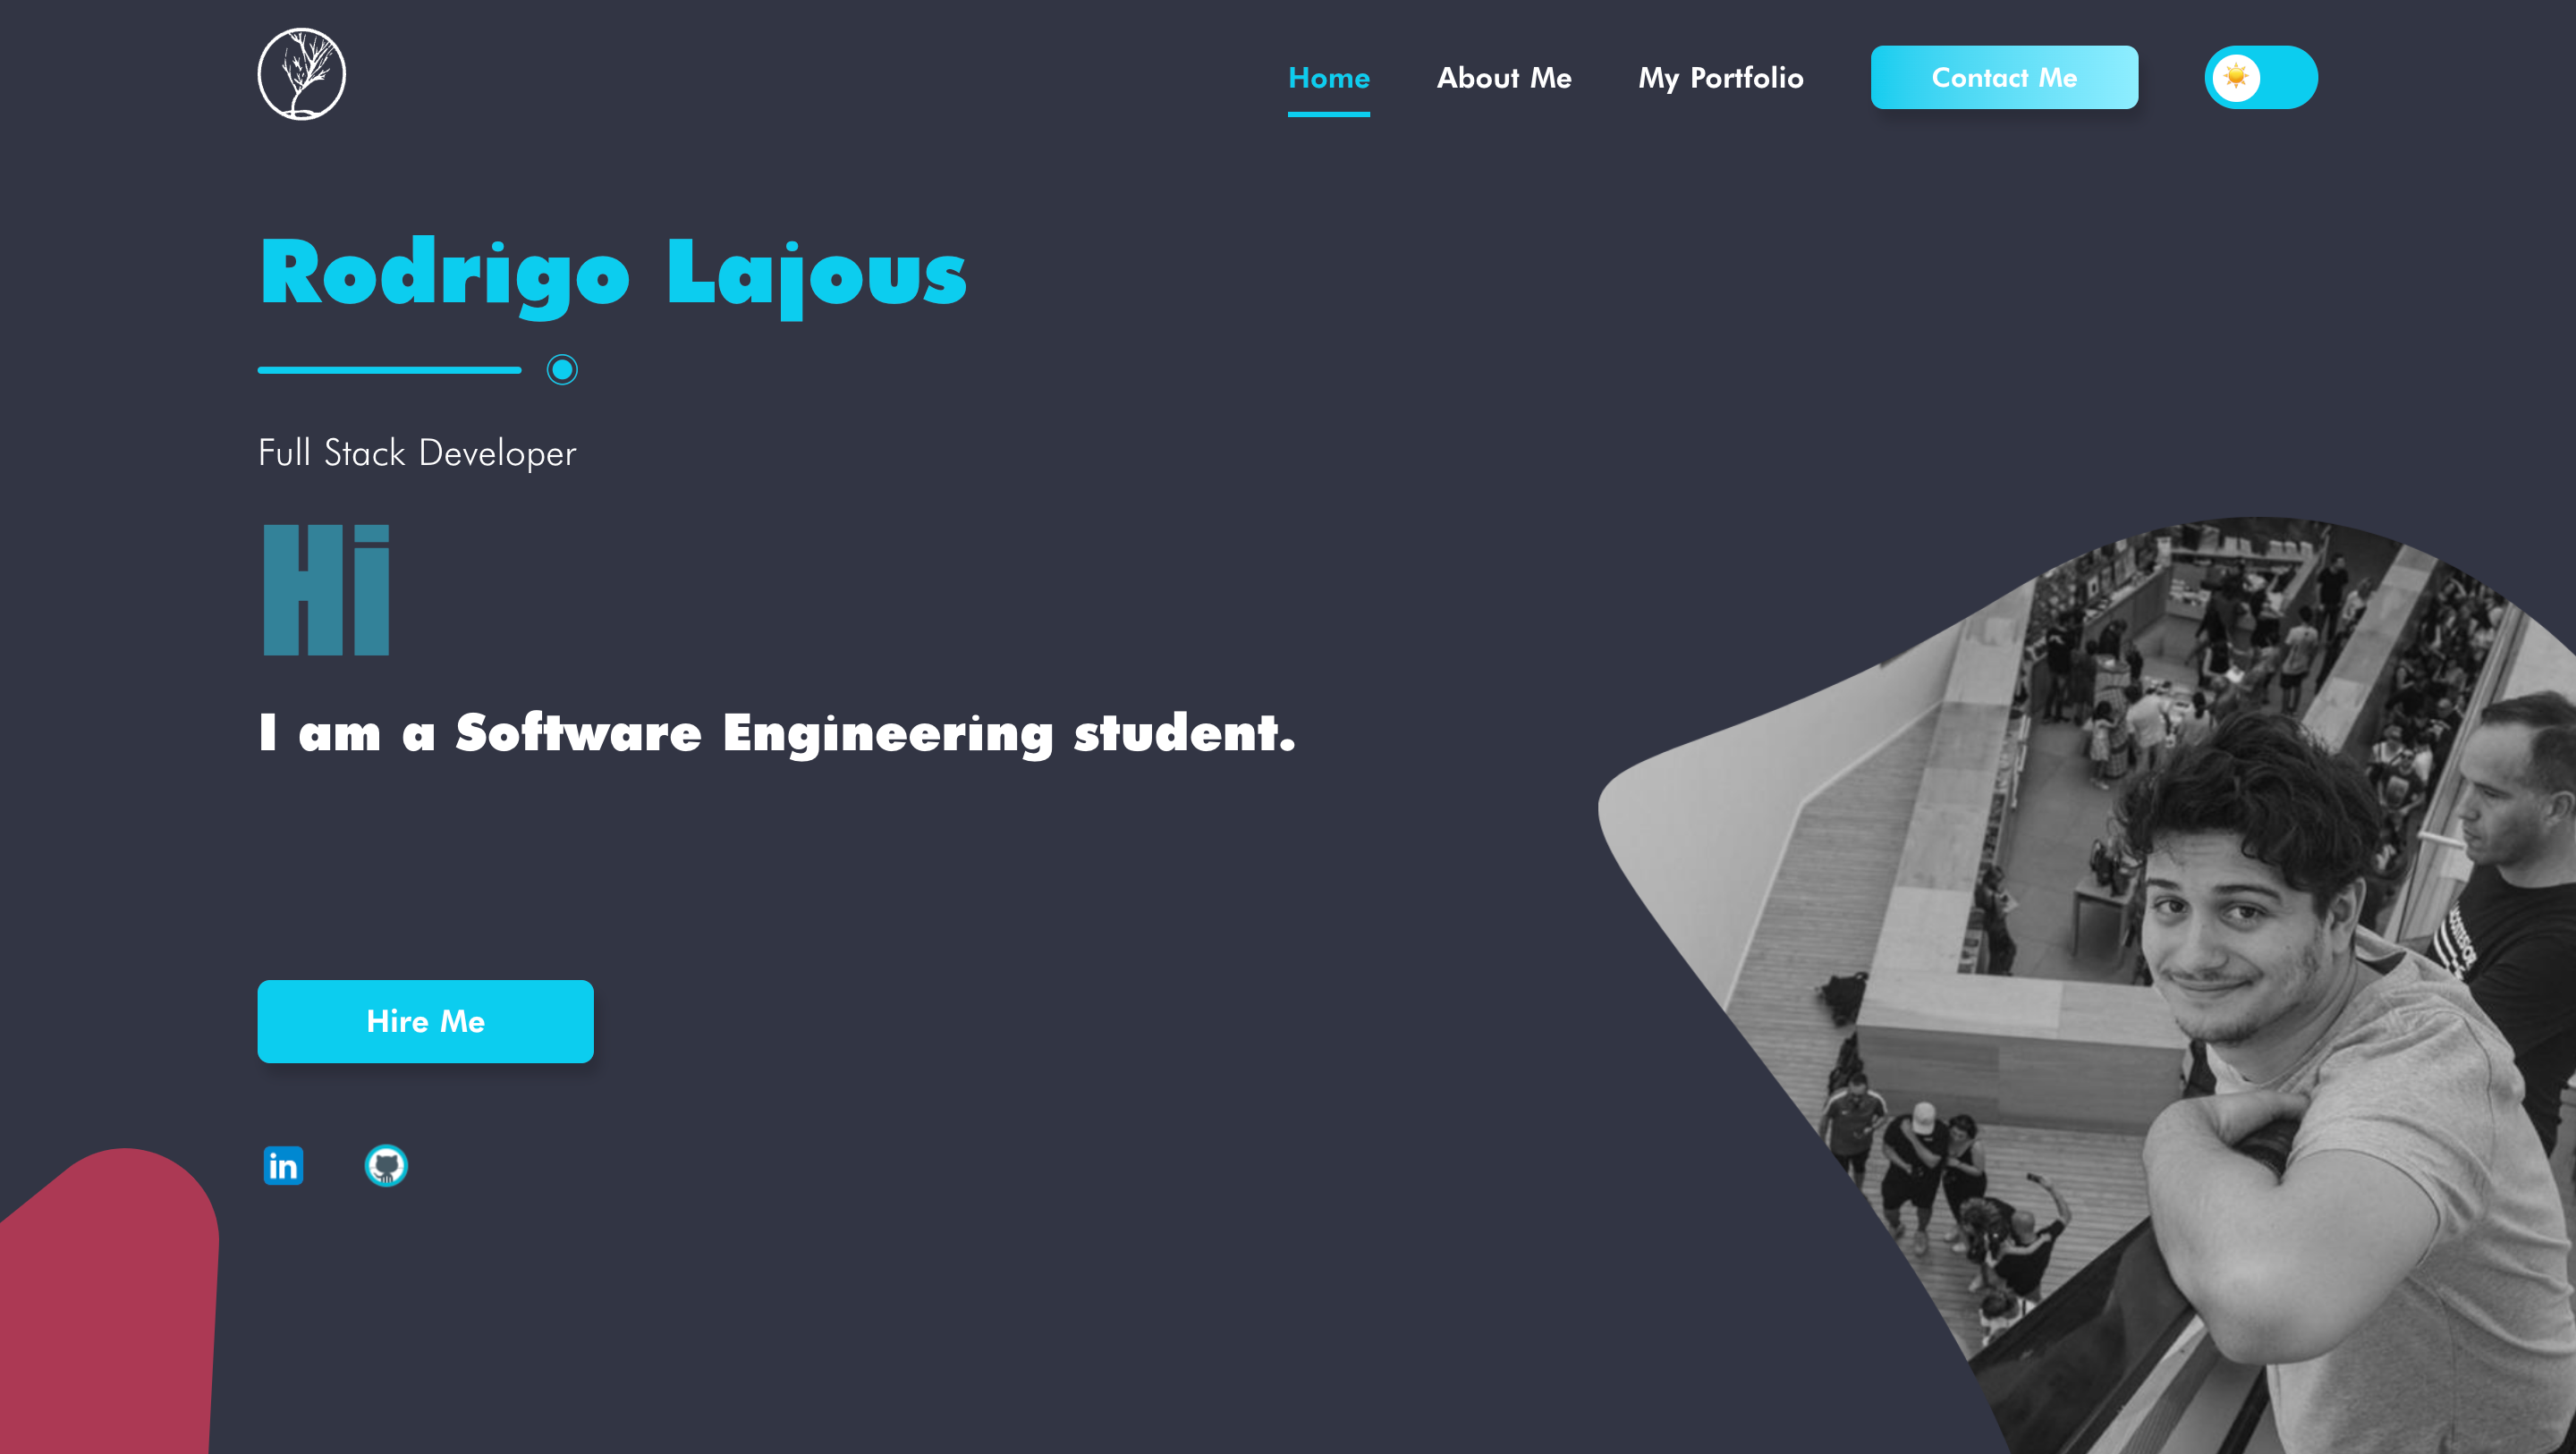 Home About Me My Portfolio Contact Me
Rodrigo Lajous
Full Stack Developer
Hi
I am a Software Engineering student.
Hire Me
in